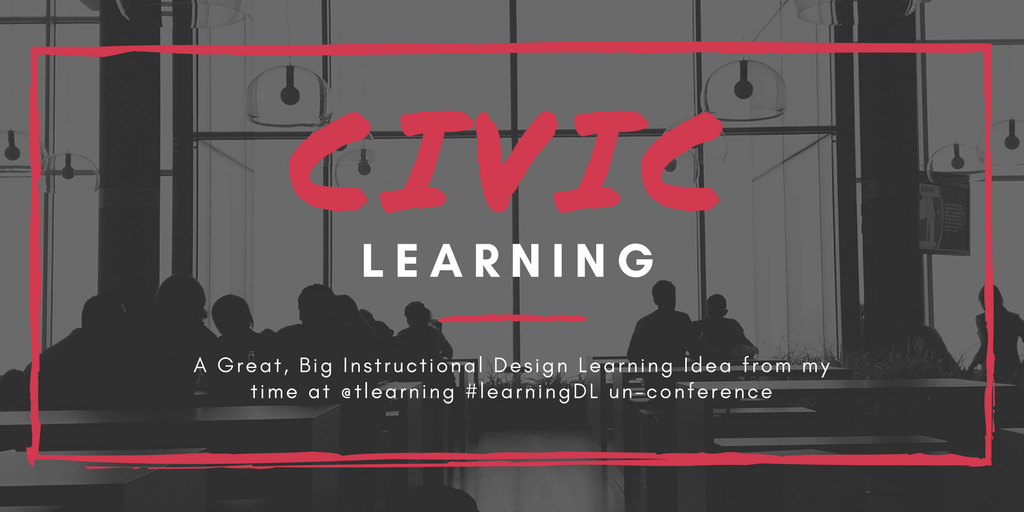 CIVIC
LEARNING
A Great, Big Instructional Design Learning Idea from my
time at @tlearning #learningDL un-conference